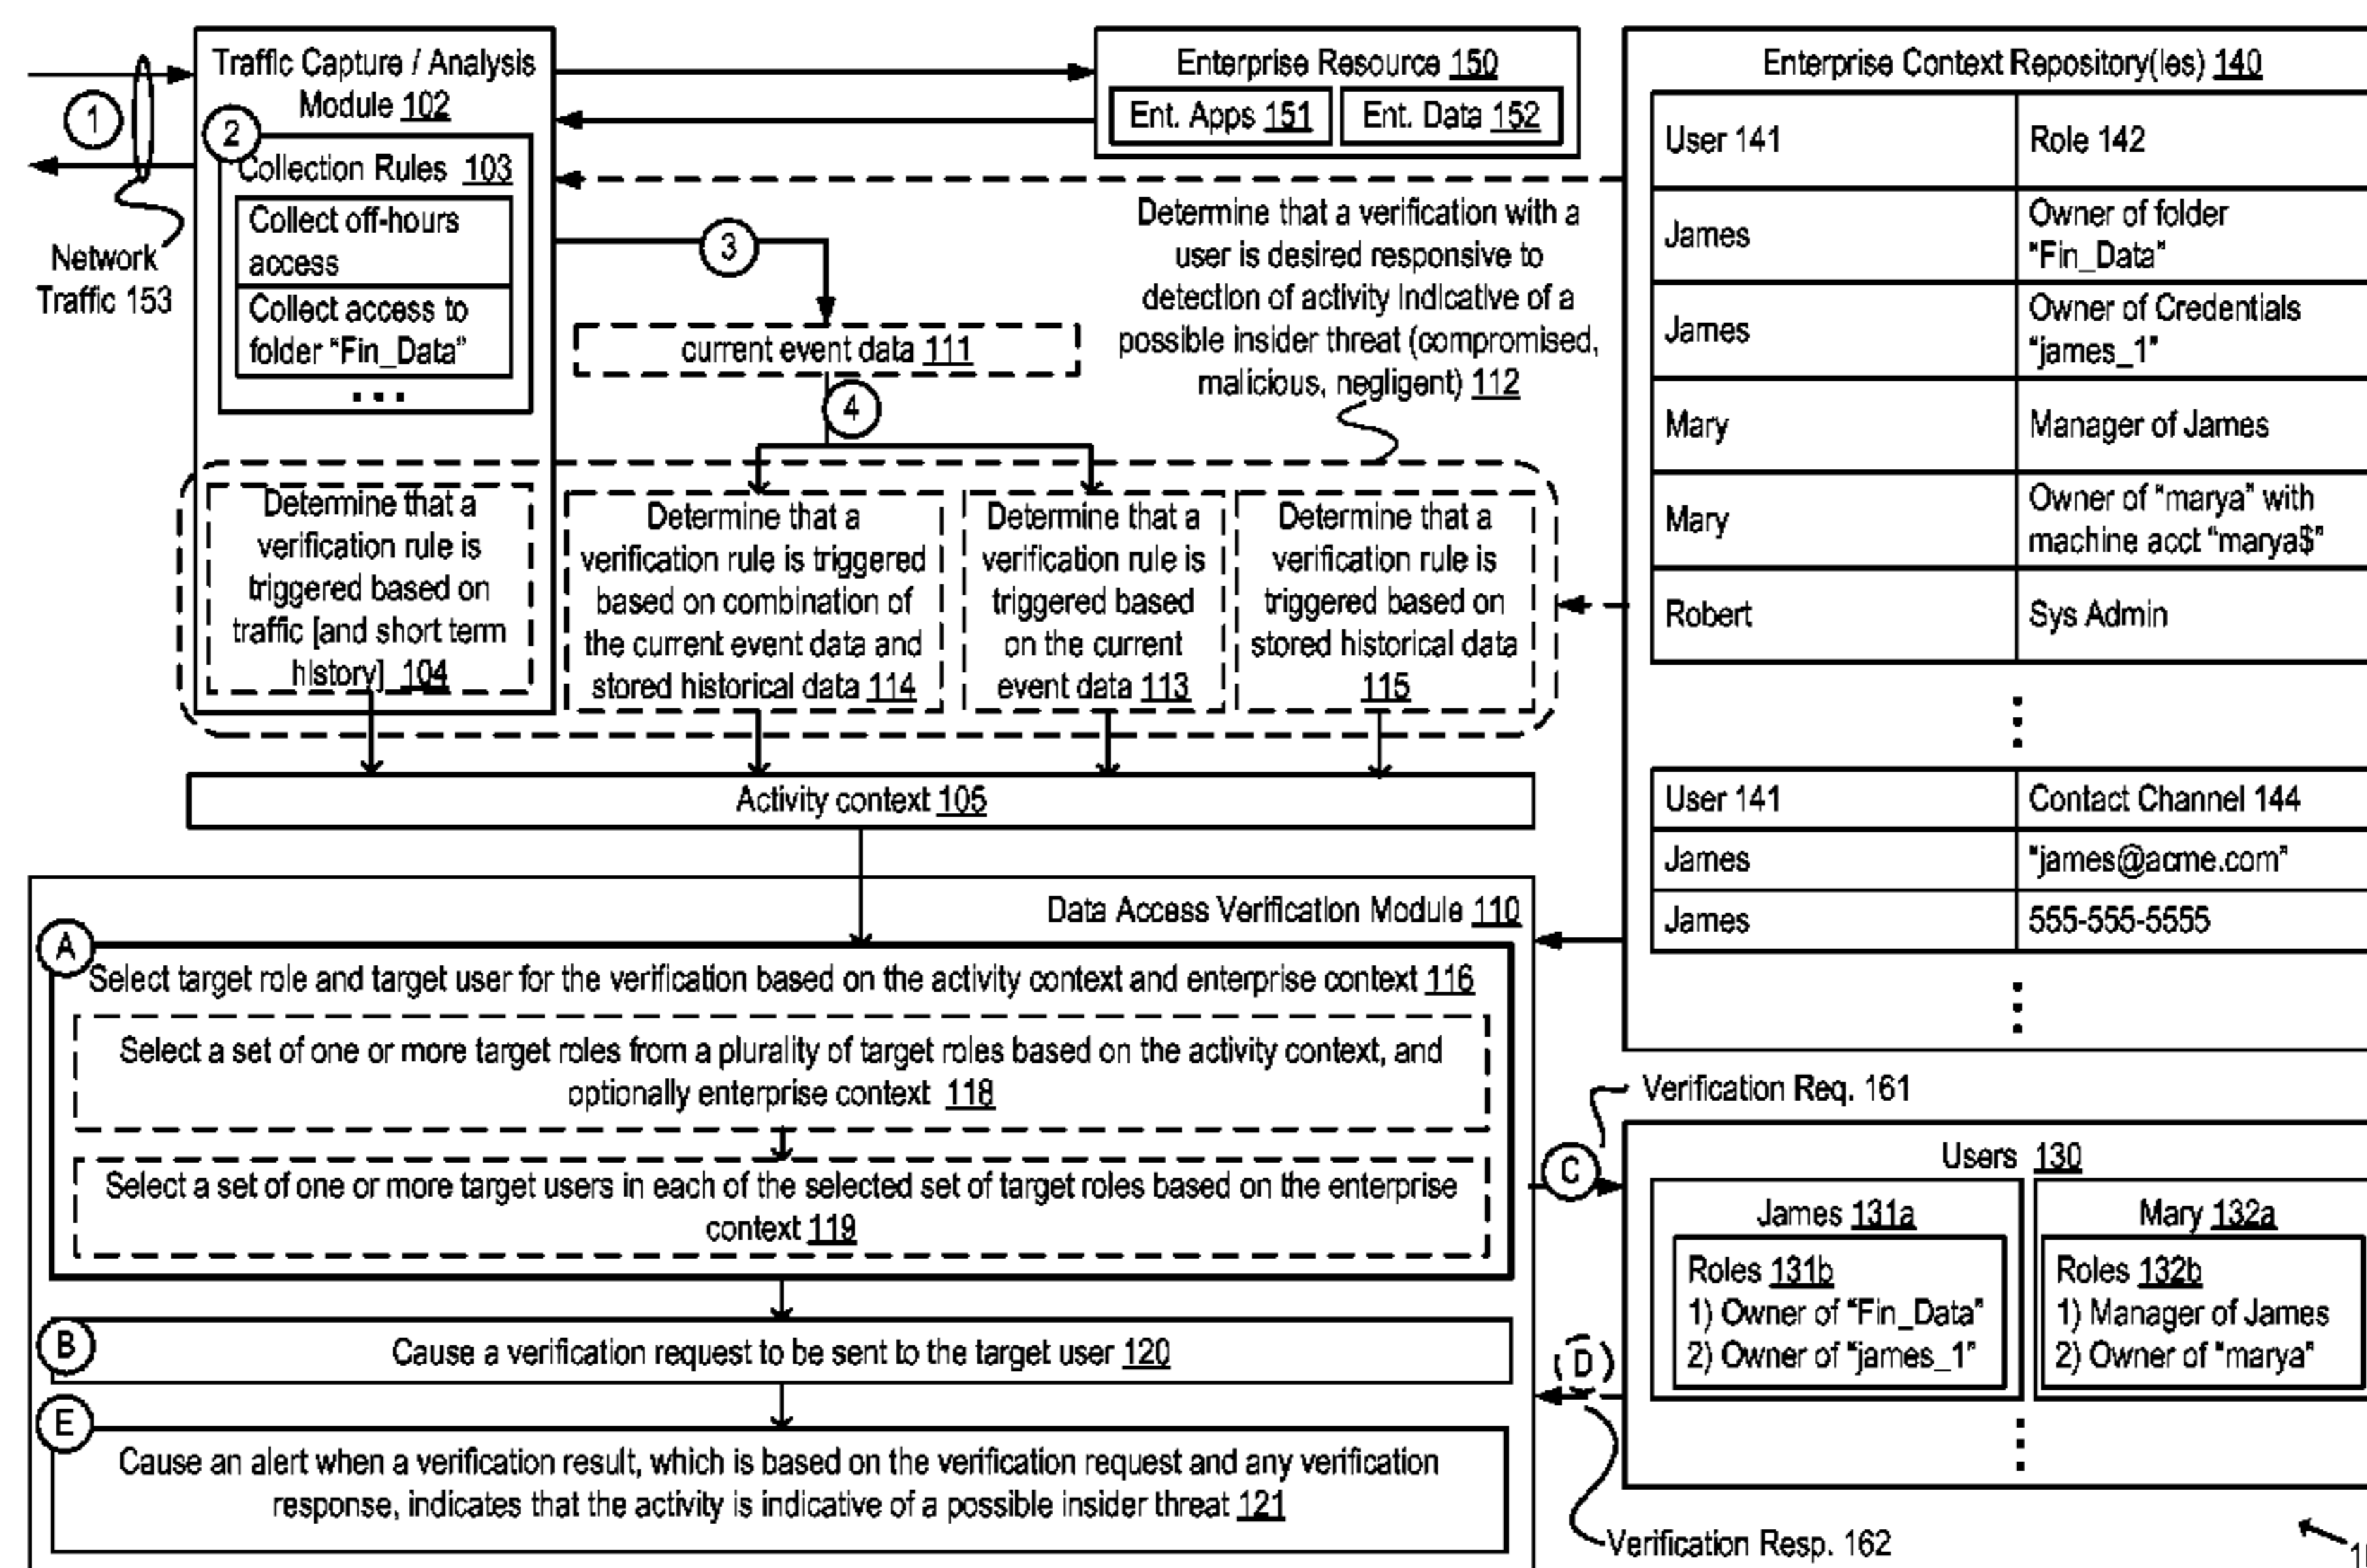 Traffic Capture / Analysis
Module 102
1
2
Collection Rules 103
Collect off-hours
access
Collect access to
folder "Fin_Data"
...
Network
Traffic 153
Enterprise Resource 150
Ent. Apps 151
Ent. Data 152
3
current event data 111
4
Determine that a verification with a
user is desired responsive to
detection of activity indicative of a
possible insider threat (compromised,
malicious, negligent) 112
Determine that a
verification rule is
triggered based on
traffic [and short term
history] 104
Determine that a
verification rule is triggered
based on combination of
the current event data and
stored historical data 114
Determine that a
verification rule is
triggered based
on the current
event data 113
Determine that a
verification rule is
triggered based on
stored historical data
115
Activity context 105
Enterprise Context Repository(ies) 140
User 141 Role 142
James Owner of folder
"Fin_Data"
James Owner of Credentials
"james_1"
Mary Manager of James
Mary Owner of "marya" with
machine acct "marya$"
Robert Sys Admin
User 141 Contact Channel 144
James "james@acme.com"
James 555-555-5555
Data Access Verification Module 110
A
Select target role and target user for the verification based on the activity context and enterprise context 116
Select a set of one or more target roles from a plurality of target roles based on the activity context, and
optionally enterprise context 118
Select a set of one or more target users in each of the selected set of target roles based on the enterprise
context 119
B
Cause a verification request to be sent to the target user 120
E
Cause an alert when a verification result, which is based on the verification request and any verification
response, indicates that the activity is indicative of a possible insider threat 121
Verification Req. 161
C
Users 130
James 131a
Roles 131b
1) Owner of "Fin_Data"
2) Owner of "james_1"
Mary 132a
Roles 132b
1) Manager of James
2) Owner of "marya"
D
Verification Resp. 162